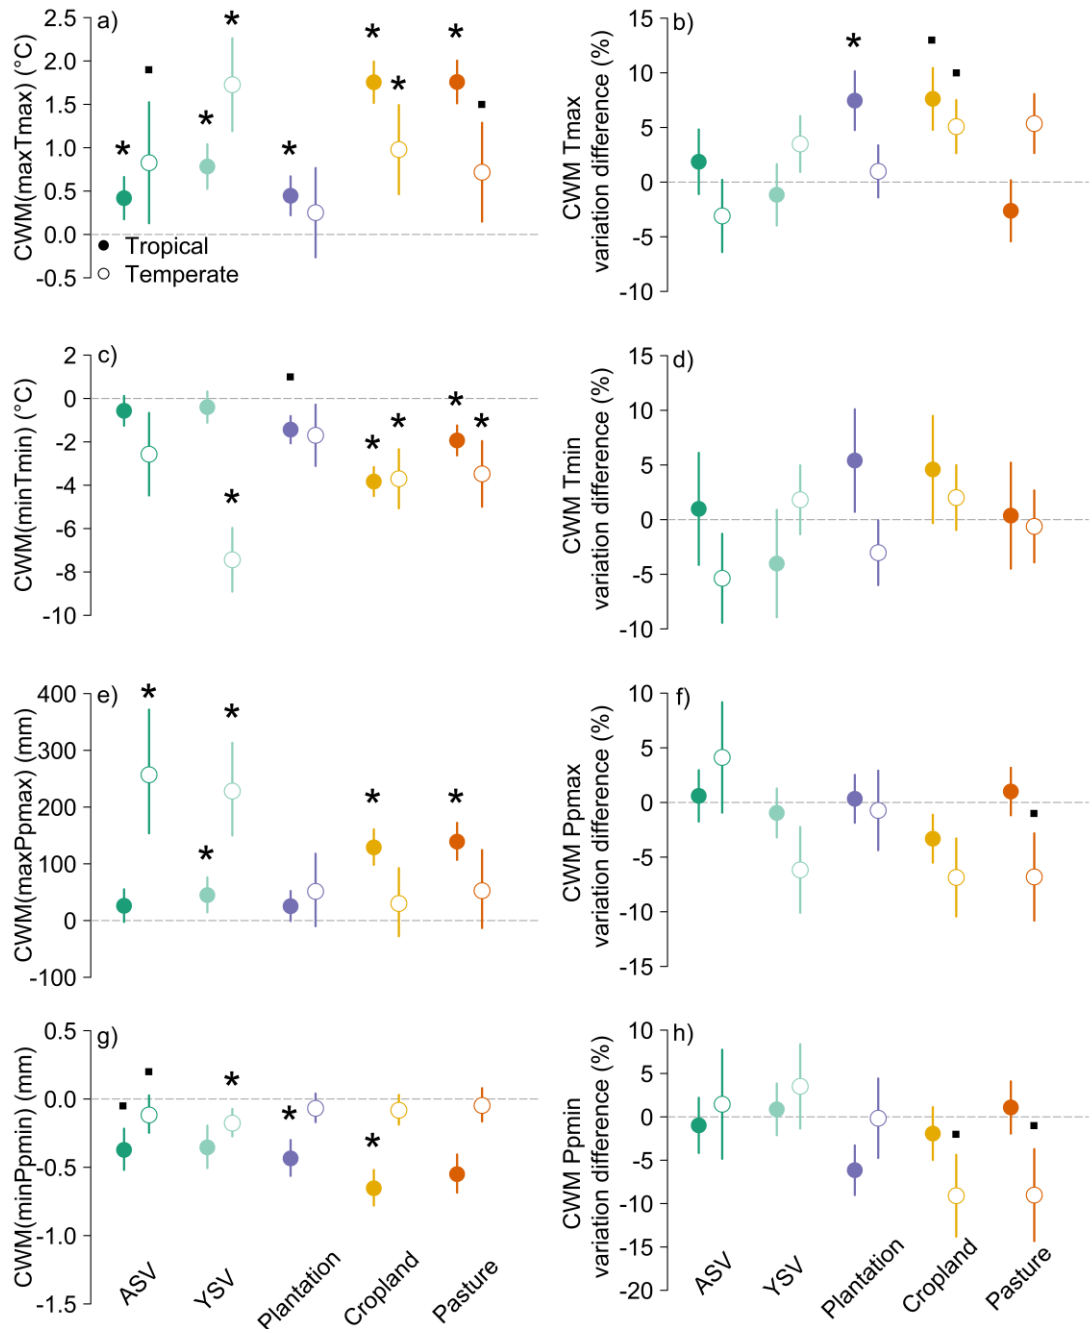 a)
CWM(maxTmax) (°C)
2.5
2.0
1.5
1.0
0.5
0.0
-0.5
* * * * * * *
Tropical
Temperate
b)
CWM Tmax
variation difference (%)
15
10
5
0
-5
-10
*
c)
CWM(minTmin) (°C)
2
0
-2
-4
-6
-8
-10
* * * * *
d)
CWM Tmin
variation difference (%)
15
10
5
0
-5
-10
e)
CWM(maxPpmax) (mm)
400
300
200
100
0
-100
* * * * *
f)
CWM Ppmax
variation difference (%)
10
5
0
-5
-10
-15
g)
CWM(minPpmin) (mm)
0.5
0.0
-0.5
-1.0
-1.5
* * *
ASV
YSV
Plantation
Cropland
Pasture
h)
CWM Ppmin
variation difference (%)
10
5
0
-5
-10
-15
-20
ASV
YSV
Plantation
Cropland
Pasture